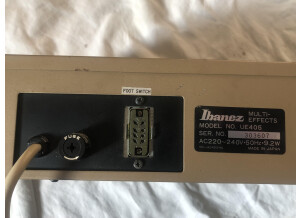 FOOT SWITCH
FUSE
Ibanez MULTI-
EFFECTS
MODEL NO. UE405
SER. NO. 303607
AC220-240V·50Hz·9.2W
MADE IN JAPAN